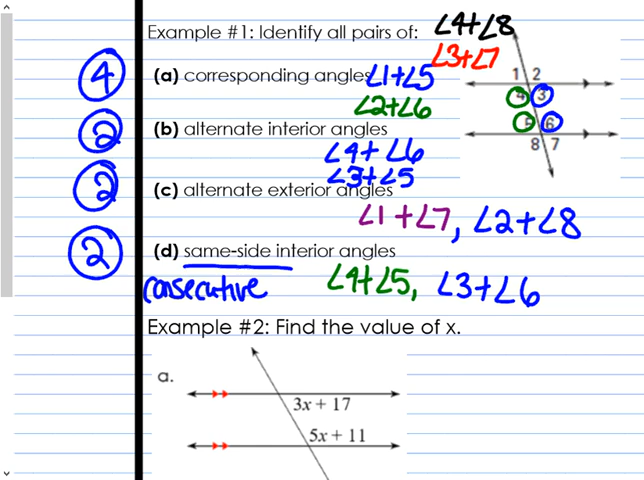 ∠4+∠8
Example #1: Identify all pairs of:
∠3+∠7
4
(a) corresponding angles ∠1+∠5
1 2
∠2+∠6
4 3
2
(b) alternate interior angles
5 6
∠4+∠6
8 7
∠3+∠5
2
(c) alternate exterior angles
∠1+∠7, ∠2+∠8
2
(d) same-side interior angles
consecutive
∠4+∠5, ∠3+∠6
Example #2: Find the value of x.
a.
3x + 17
5x + 11